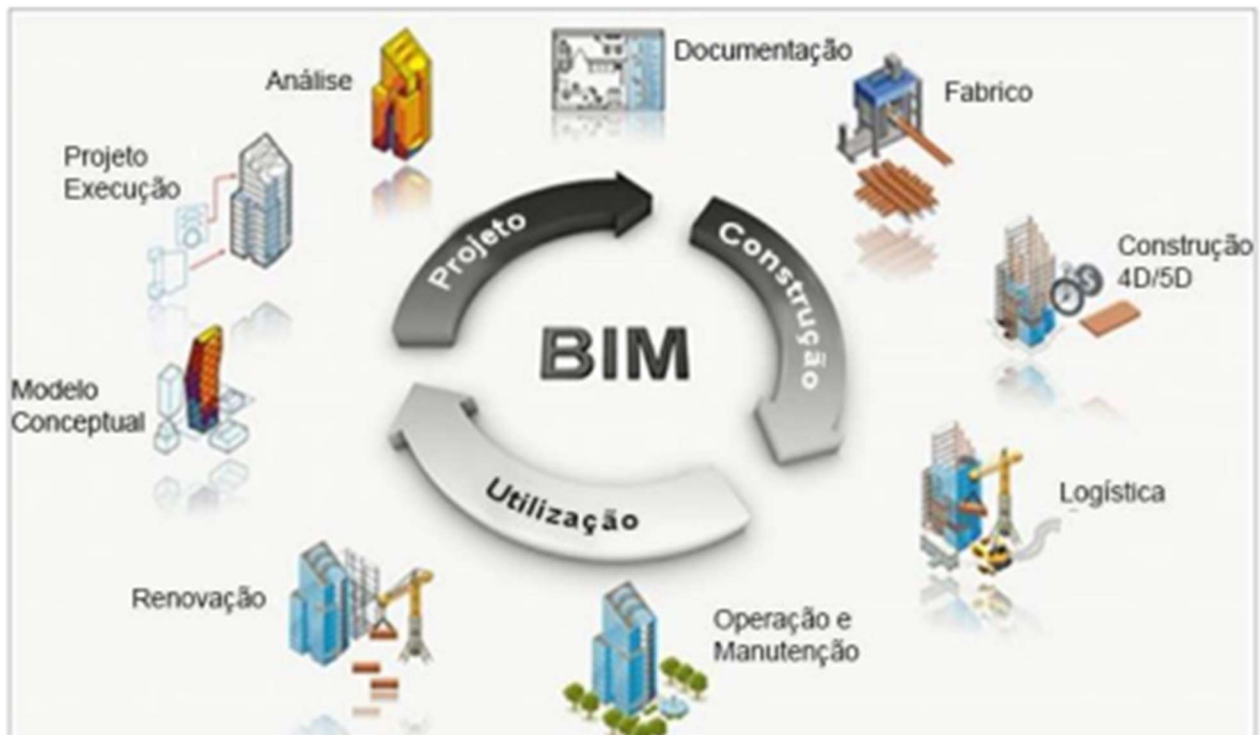 Documentação
Análise
Fabrico
Projeto
Execução
Projeto
Construção
Construção
4D/5D
BIM
Modelo
Conceptual
Utilização
Logística
Renovação
Operação e
Manutenção